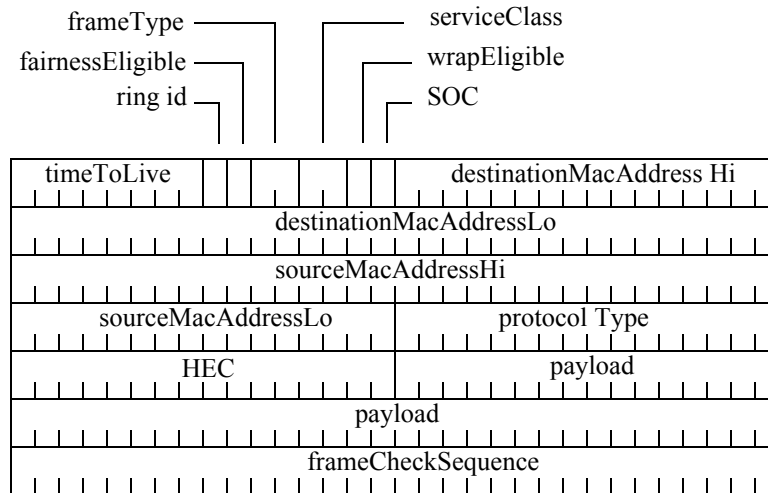 frameType
serviceClass
fairnessEligible
wrapEligible
ring id
SOC
timeToLive
destinationMacAddress Hi
destinationMacAddressLo
sourceMacAddressHi
sourceMacAddressLo
protocol Type
HEC
payload
payload
frameCheckSequence